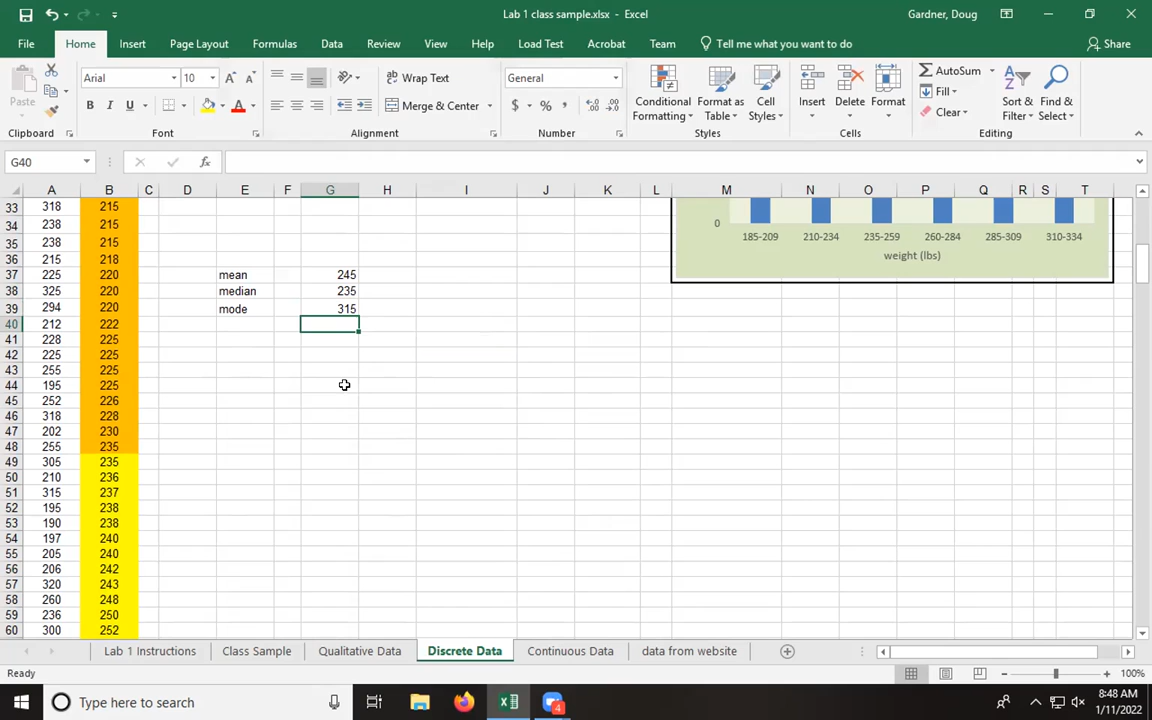 Lab 1 class sample.xlsx - Excel
Gardner, Doug
File Home Insert Page Layout Formulas Data Review View Help Load Test Acrobat Team Tell me what you want to do Share
Paste
Clipboard
Arial 10 A A
B I U A
Font
Wrap Text
Merge & Center
Alignment
General
$ % ,
Number
Conditional Formatting
Format as Table
Cell Styles
Styles
Insert Delete Format
Cells
AutoSum
Fill
Clear
Sort & Filter
Find & Select
Editing
G40 fx
A B C D E F G H I J K L M N O P Q R S T
33 318 215
34 238 215
35 238 215
36 215 218
37 225 220 mean 245
38 325 220 median 235
39 294 220 mode 315
40 212 222
41 228 225
42 225 225
43 255 225
44 195 225
45 252 226
46 318 228
47 202 230
48 255 235
49 305 235
50 210 236
51 315 237
52 195 238
53 190 238
54 197 240
55 205 240
56 206 242
57 320 243
58 260 248
59 236 250
60 300 252
0
185-209 210-234 235-259 260-284 285-309 310-334
weight (lbs)
Lab 1 Instructions Class Sample Qualitative Data Discrete Data Continuous Data data from website
Ready
100%
Type here to search
4
8:48 AM
1/11/2022